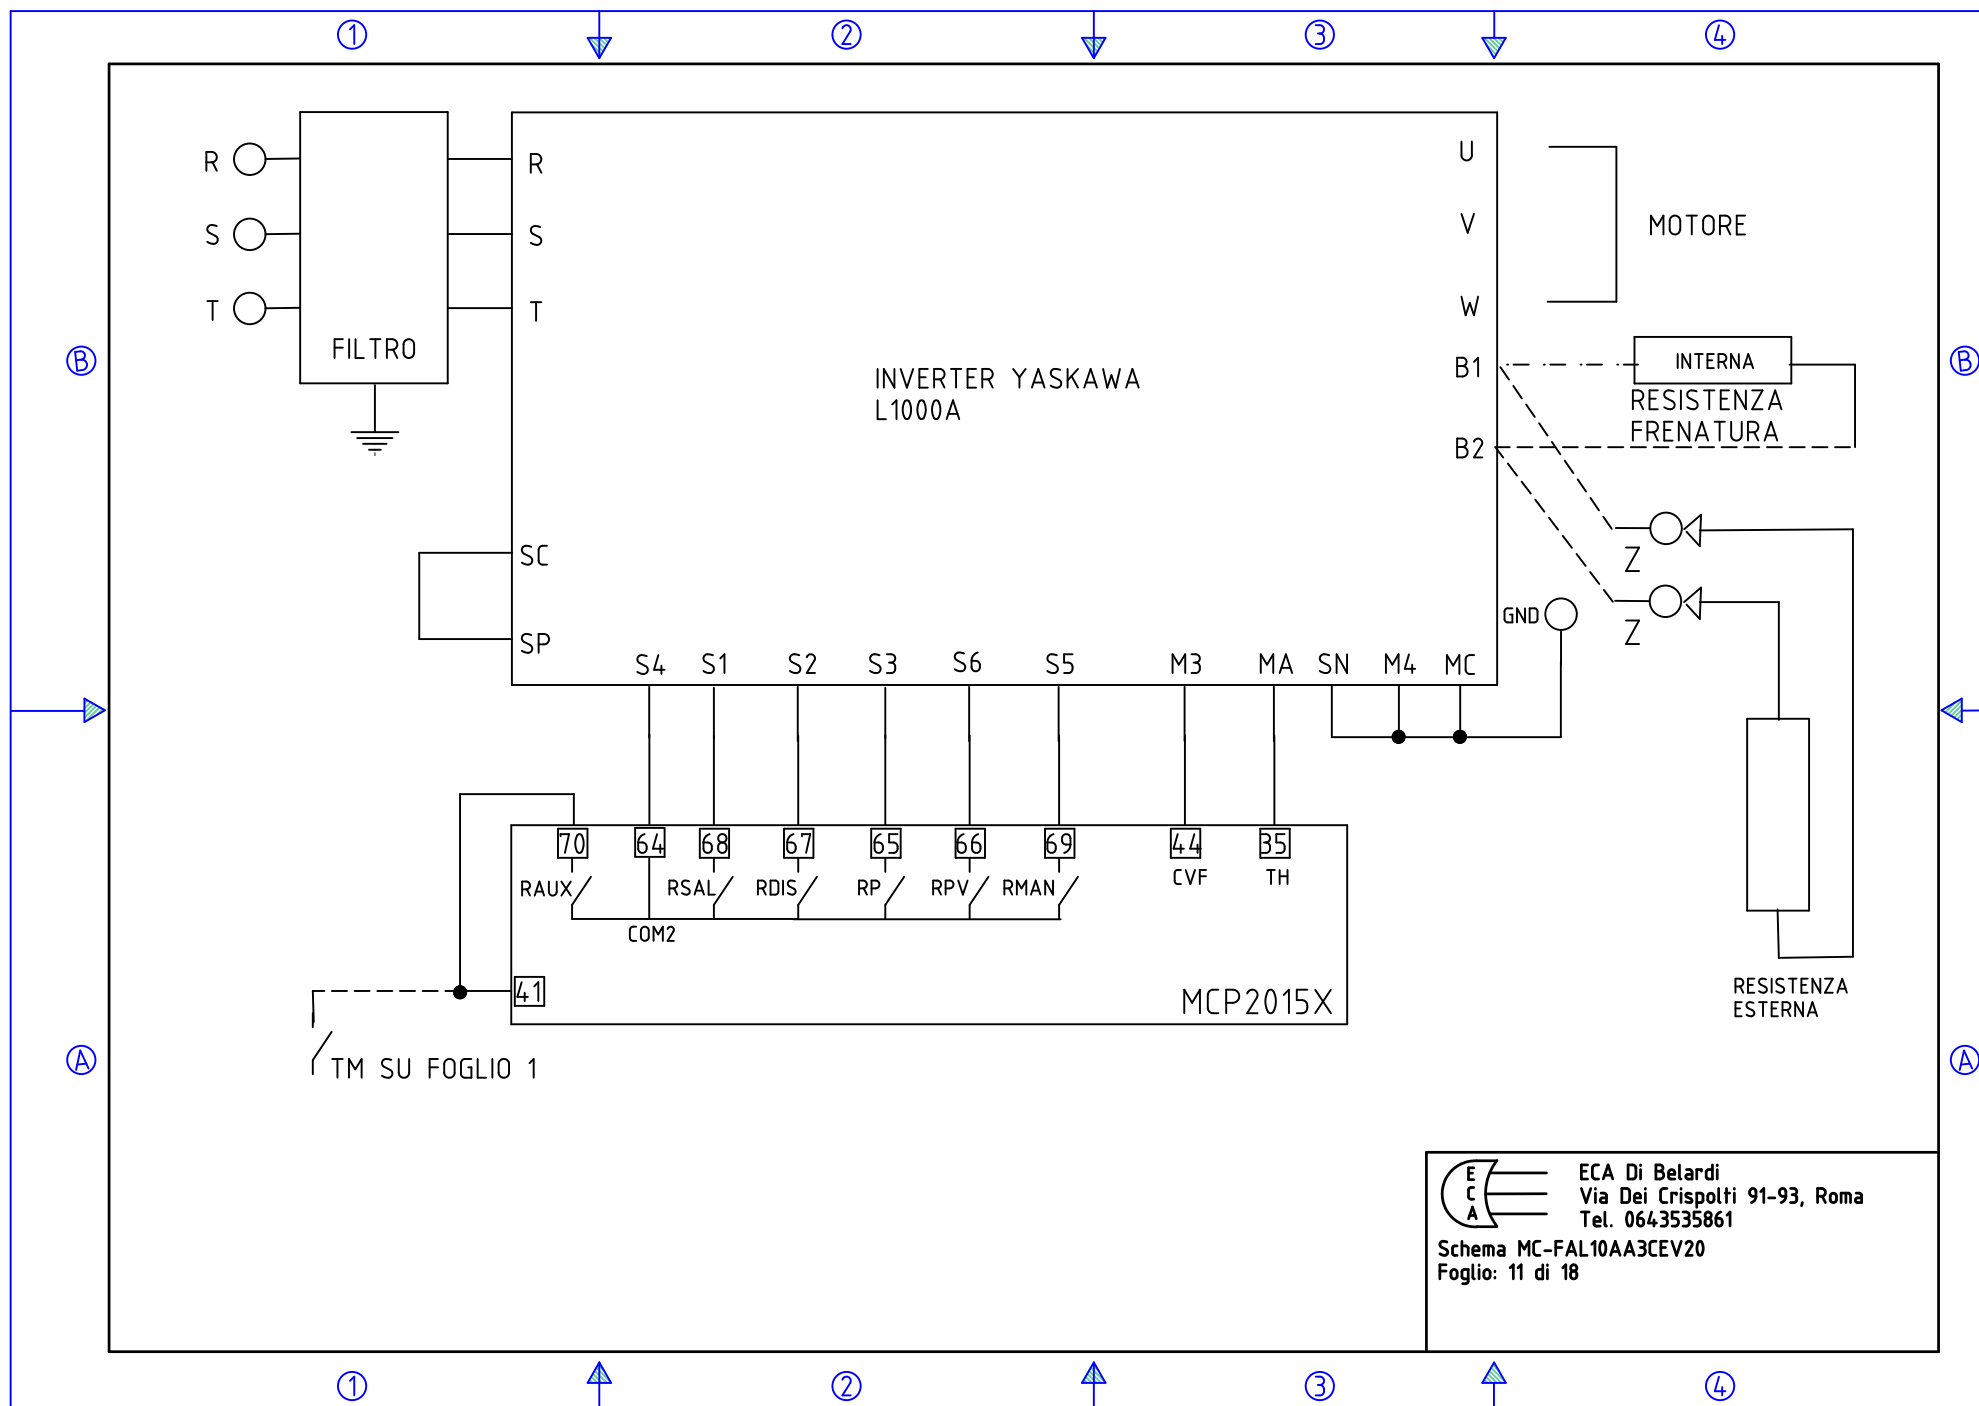 1 2 3 4
R R U
S S V MOTORE
T T W
FILTRO
B B
INVERTER YASKAWA
L1000A
B1 INTERNA
RESISTENZA
FRENATURA
B2
SC
Z
GND
Z
SP
S4 S1 S2 S3 S6 S5 M3 MA SN M4 MC
70 64 68 67 65 66 69 44 35
RAUX RSAL RDIS RP RPV RMAN CVF TH
COM2
41
MCP2015X
RESISTENZA
ESTERNA
A A
TM SU FOGLIO 1
E
C
A
ECA Di Belardi
Via Dei Crispolti 91-93, Roma
Tel. 0643535861
Schema MC-FAL10AA3CEV20
Foglio: 11 di 18
1 2 3 4